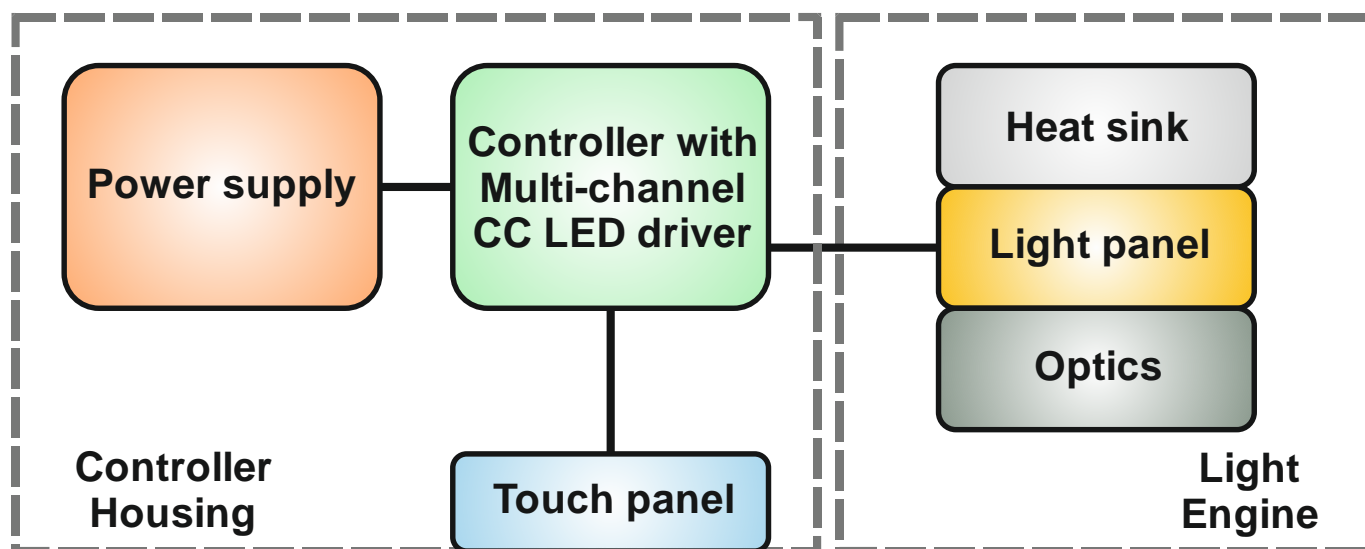 Power supply
Controller with
Multi-channel
CC LED driver
Heat sink
Light panel
Optics
Controller
Housing
Touch panel
Light
Engine